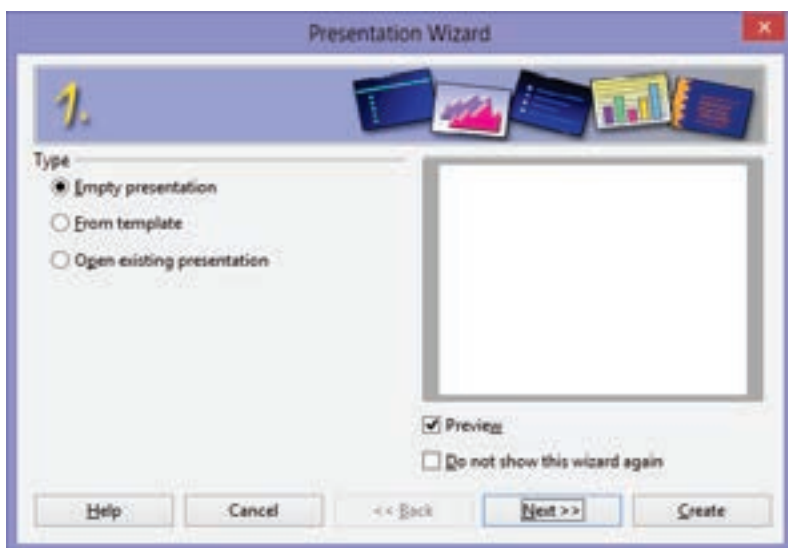 Presentation Wizard
1.
Type
Empty presentation
From template
Open existing presentation
Preview
Do not show this wizard again
Help Cancel << Back Next >> Create